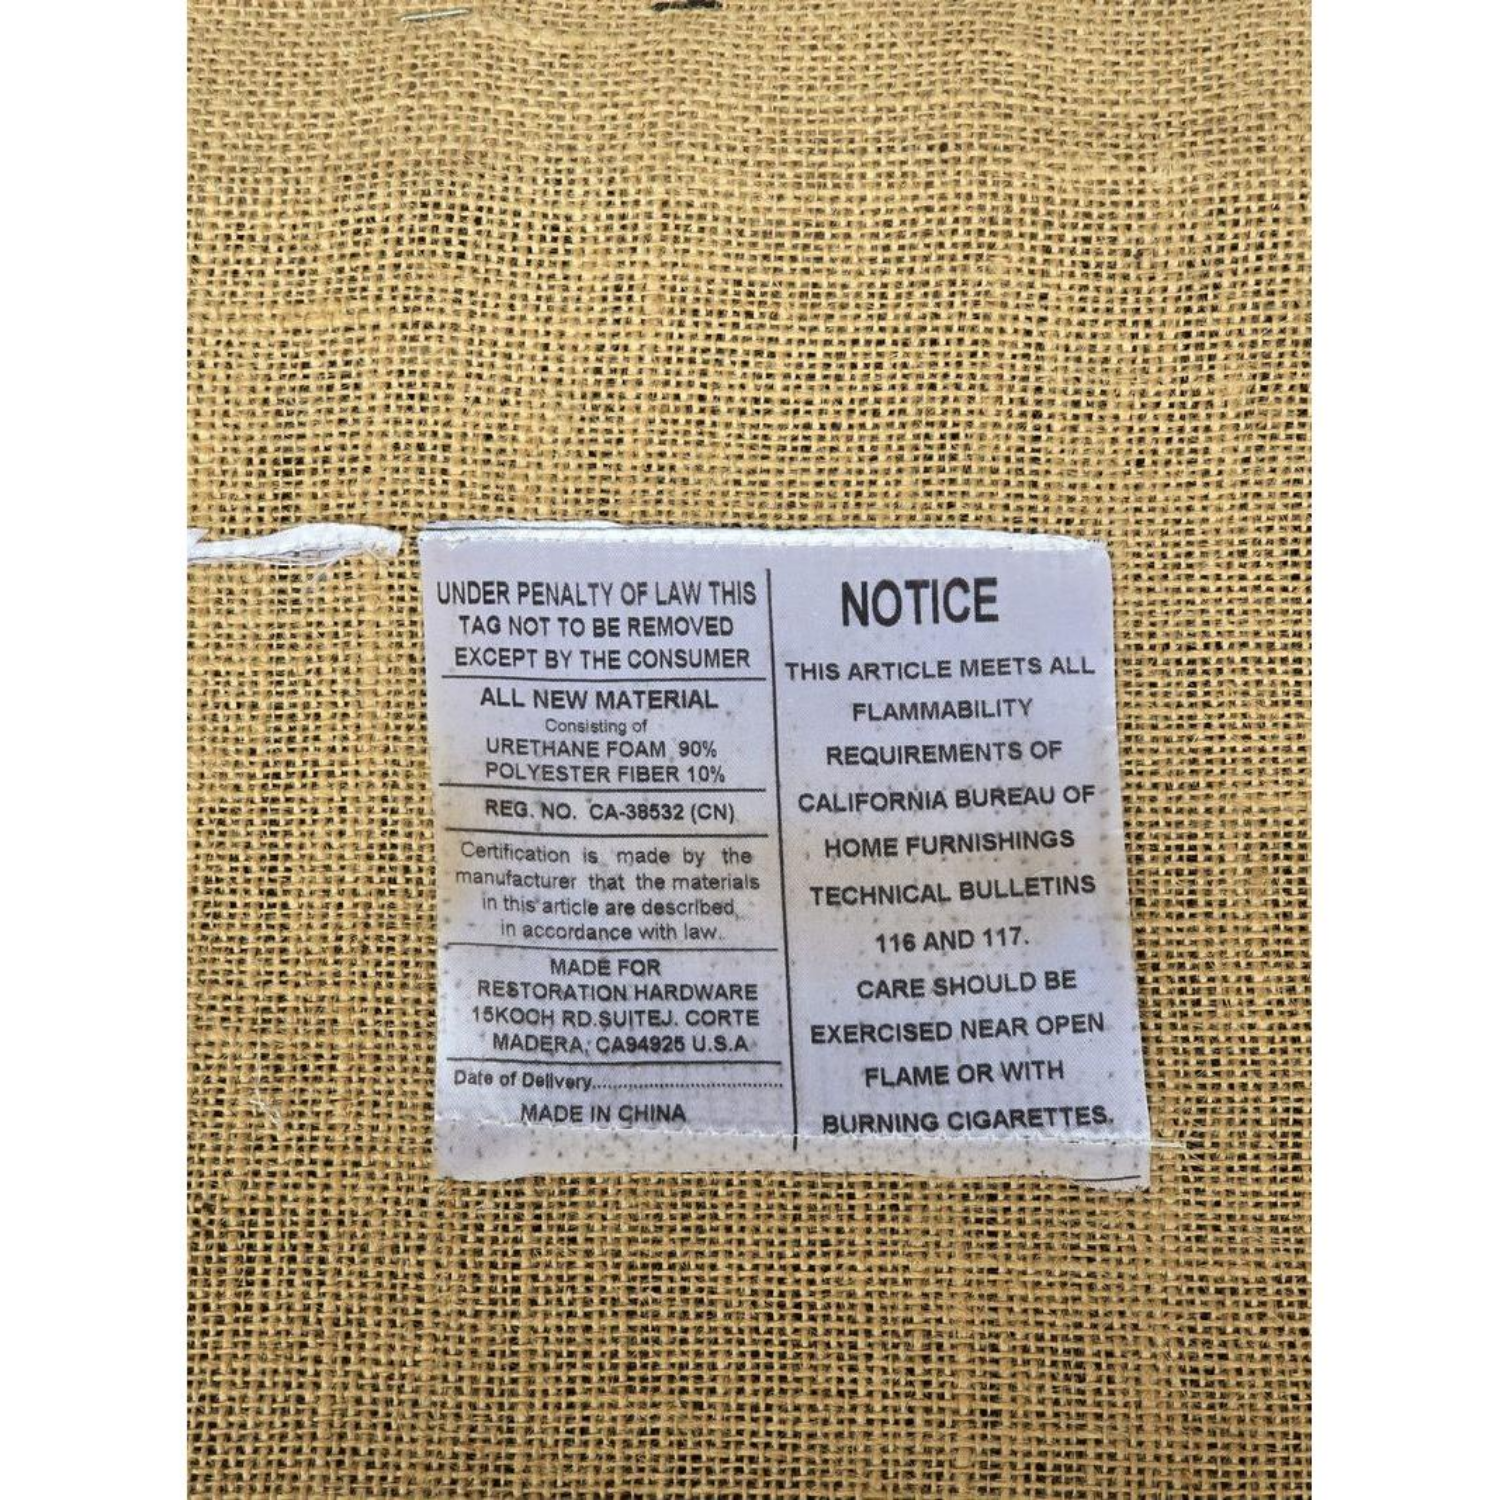 UNDER PENALTY OF LAW THIS
TAG NOT TO BE REMOVED
EXCEPT BY THE CONSUMER
ALL NEW MATERIAL
Consisting of
URETHANE FOAM 90%
POLYESTER FIBER 10%
REG. NO. CA-38532 (CN)
Certification is made by the
manufacturer that the materials
in this article are described
in accordance with law.
MADE FOR
RESTORATION HARDWARE
15KOCH RD.SUITEJ. CORTE
MADERA, CA94925 U.S.A
Date of Delivery................................
MADE IN CHINA
NOTICE
THIS ARTICLE MEETS ALL
FLAMMABILITY
REQUIREMENTS OF
CALIFORNIA BUREAU OF
HOME FURNISHINGS
TECHNICAL BULLETINS
116 AND 117.
CARE SHOULD BE
EXERCISED NEAR OPEN
FLAME OR WITH
BURNING CIGARETTES.